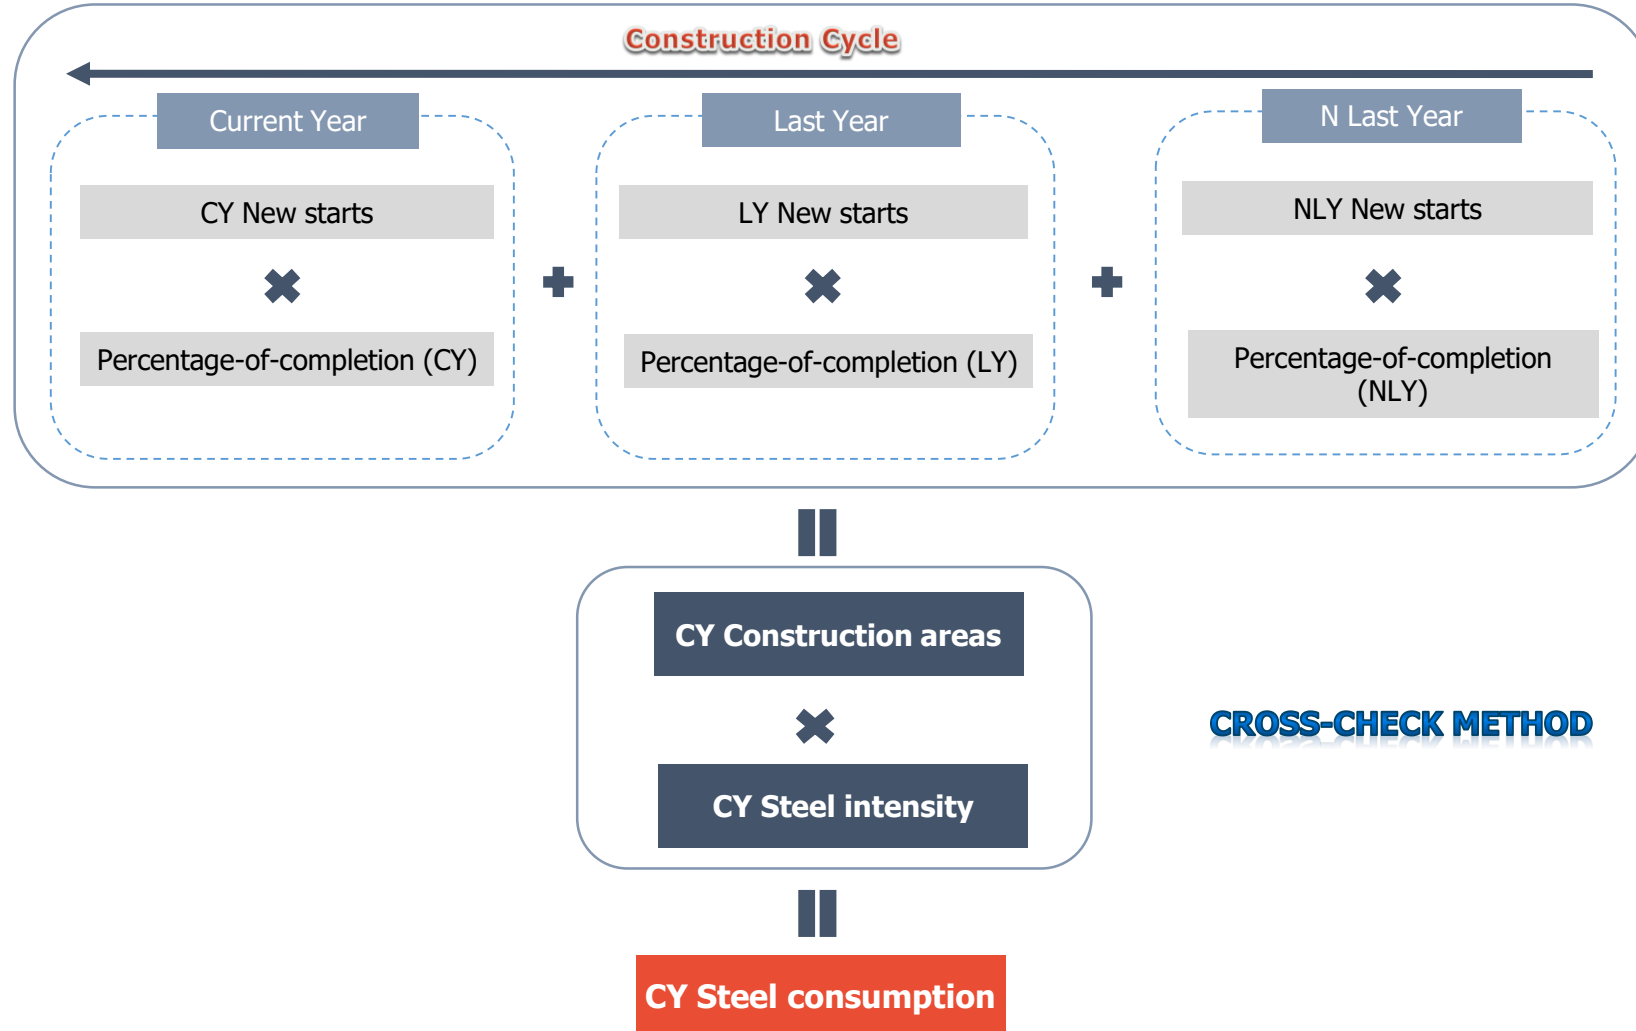 Construction Cycle
Current Year
Last Year
N Last Year
CY New starts
LY New starts
NLY New starts
Percentage-of-completion (CY)
Percentage-of-completion (LY)
Percentage-of-completion
(NLY)
CY Construction areas
CROSS-CHECK METHOD
CY Steel intensity
CY Steel consumption